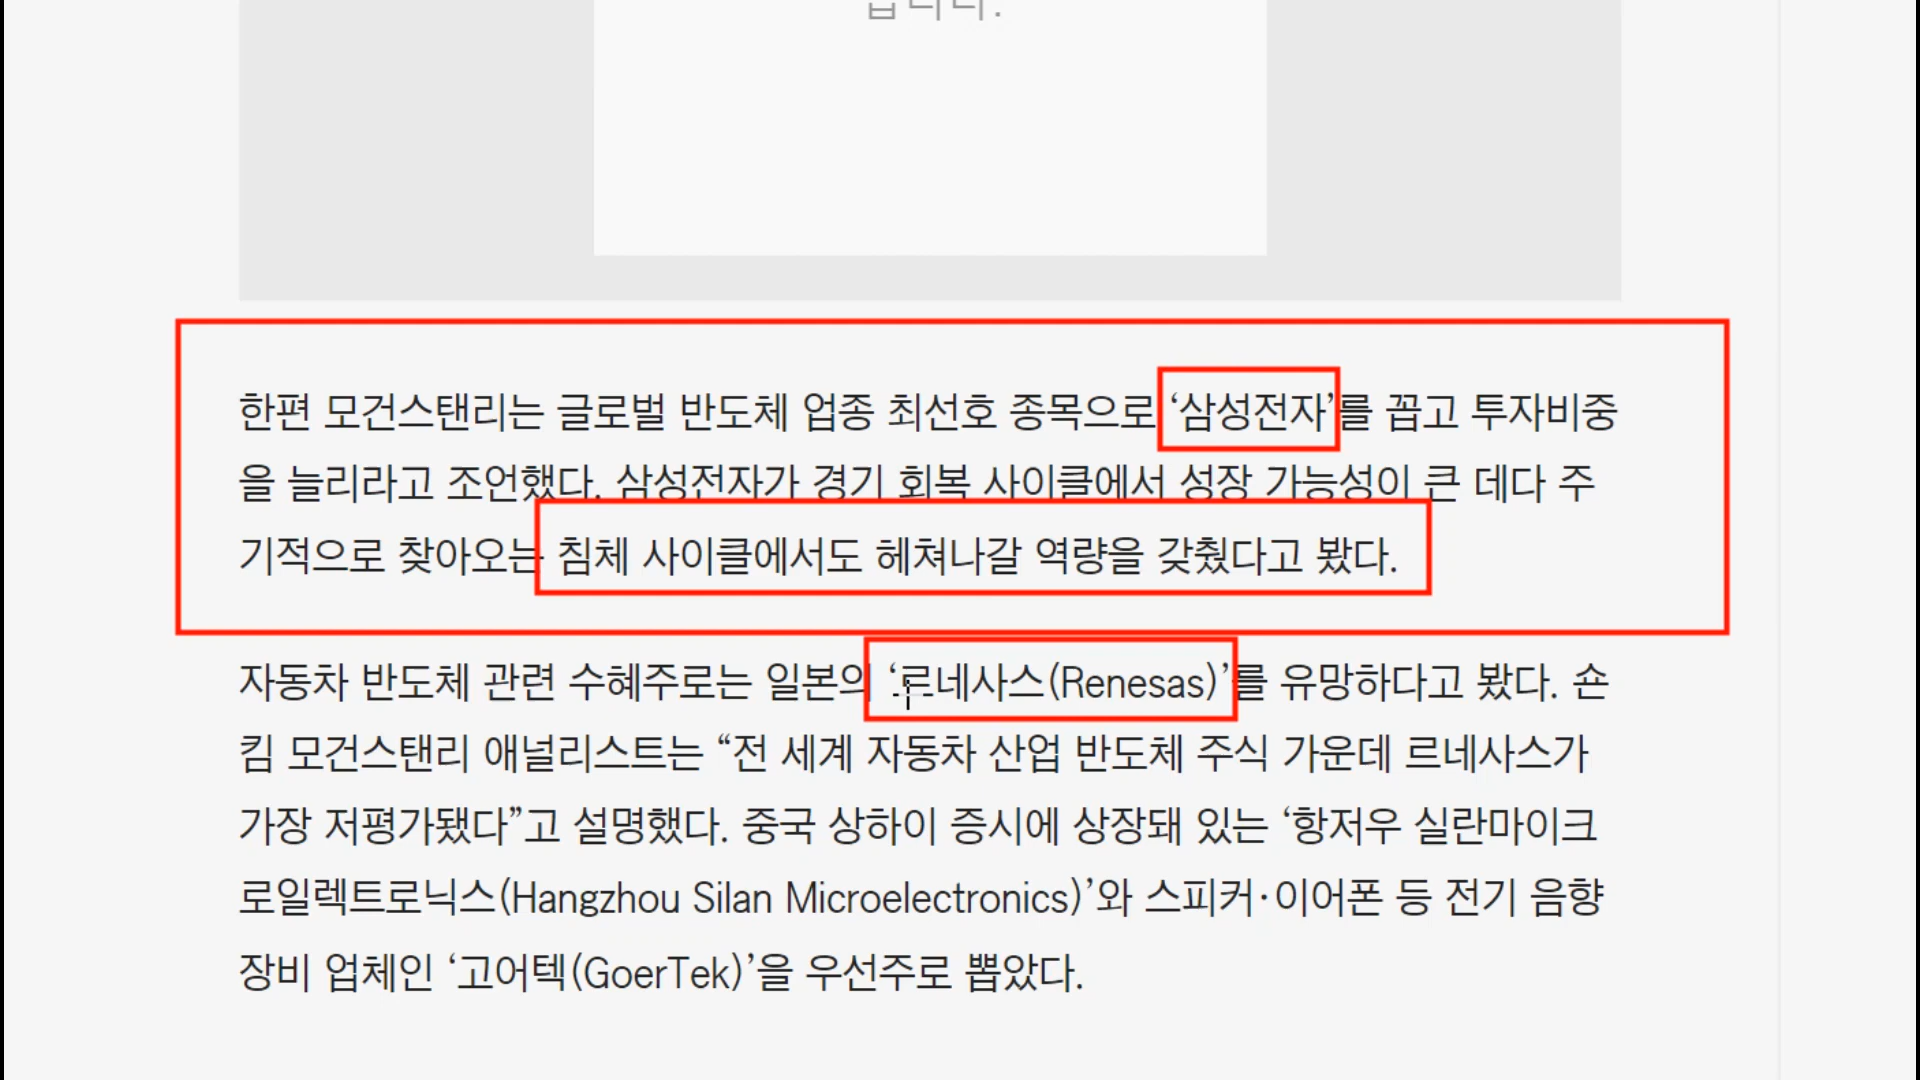 습니다.
한편 모건스탠리는 글로벌 반도체 업종 최선호 종목으로 ‘삼성전자’를 꼽고 투자비중
을 늘리라고 조언했다. 삼성전자가 경기 회복 사이클에서 성장 가능성이 큰 데다 주
기적으로 찾아오는 침체 사이클에서도 헤쳐나갈 역량을 갖췄다고 봤다.
자동차 반도체 관련 수혜주로는 일본의 ‘르네사스(Renesas)’를 유망하다고 봤다. 숀
킴 모건스탠리 애널리스트는 “전 세계 자동차 산업 반도체 주식 가운데 르네사스가
가장 저평가됐다”고 설명했다. 중국 상하이 증시에 상장돼 있는 ‘항저우 실란마이크
로일렉트로닉스(Hangzhou Silan Microelectronics)’와 스피커·이어폰 등 전기 음향
장비 업체인 ‘고어텍(GoerTek)’을 우선주로 뽑았다.